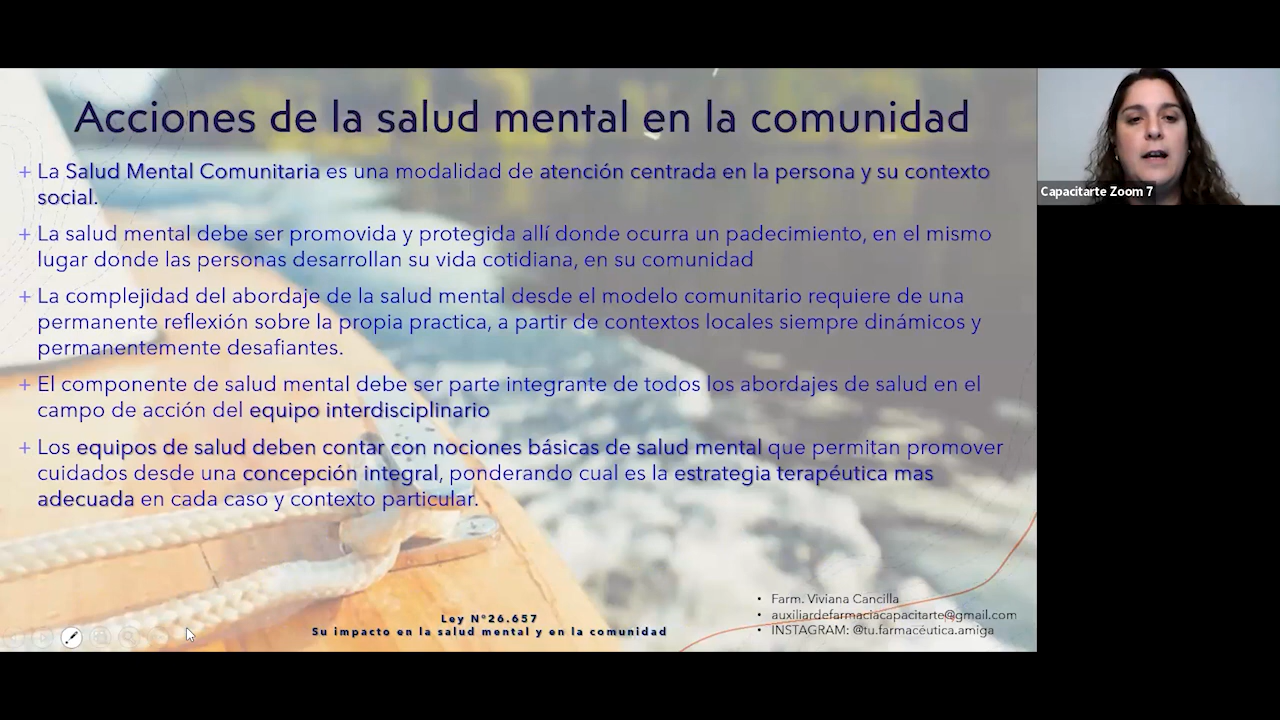 Acciones de la salud mental en la comunidad
+ La Salud Mental Comunitaria es una modalidad de atención centrada en la persona y su contexto
social.
+ La salud mental debe ser promovida y protegida allí donde ocurra un padecimiento, en el mismo
lugar donde las personas desarrollan su vida cotidiana, en su comunidad
+ La complejidad del abordaje de la salud mental desde el modelo comunitario requiere de una
permanente reflexión sobre la propia practica, a partir de contextos locales siempre dinámicos y
permanentemente desafiantes.
+ El componente de salud mental debe ser parte integrante de todos los abordajes de salud en el
campo de acción del equipo interdisciplinario
+ Los equipos de salud deben contar con nociones básicas de salud mental que permitan promover
cuidados desde una concepción integral, ponderando cual es la estrategia terapéutica mas
adecuada en cada caso y contexto particular.
Ley N°26.657
Su impacto en la salud mental y en la comunidad
• Farm. Viviana Cancilla
• auxiliardefarmaciacapacitarte@gmail.com
• INSTAGRAM: @tu.farmacéutica.amiga
Capacitarte Zoom 7